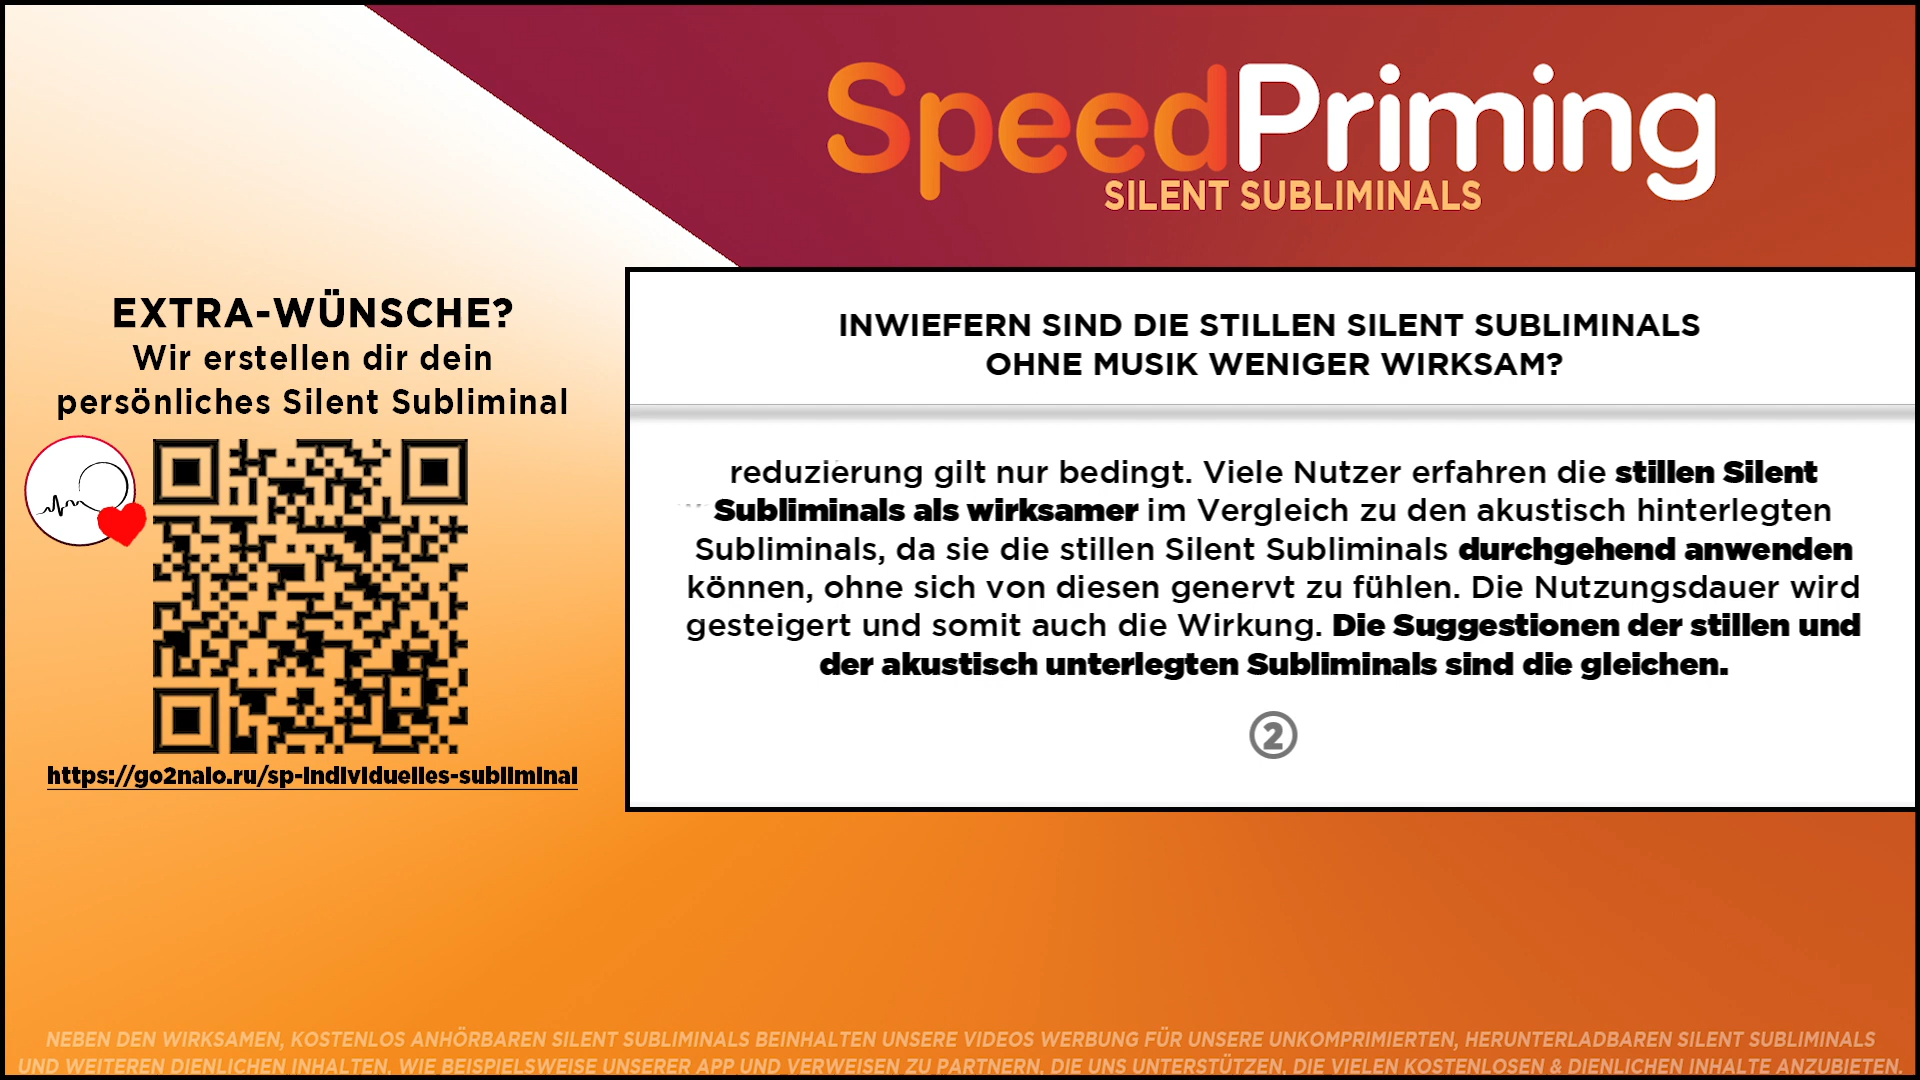 SpeedPriming
SILENT SUBLIMINALS
EXTRA-WÜNSCHE?
Wir erstellen dir dein
persönliches Silent Subliminal
https://go2nalo.ru/sp-individuelles-subliminal
INWIEFERN SIND DIE STILLEN SILENT SUBLIMINALS
OHNE MUSIK WENIGER WIRKSAM?
reduzierung gilt nur bedingt. Viele Nutzer erfahren die stillen Silent
Subliminals als wirksamer im Vergleich zu den akustisch hinterlegten
Subliminals, da sie die stillen Silent Subliminals durchgehend anwenden
können, ohne sich von diesen genervt zu fühlen. Die Nutzungsdauer wird
gesteigert und somit auch die Wirkung. Die Suggestionen der stillen und
der akustisch unterlegten Subliminals sind die gleichen.
2
NEBEN DEN WIRKSAMEN, KOSTENLOS ANHÖRBAREN SILENT SUBLIMINALS BEINHALTEN UNSERE VIDEOS WERBUNG FÜR UNSERE UNKOMPRIMIERTEN, HERUNTERLADBAREN SILENT SUBLIMINALS
UND WEITEREN DIENLICHEN INHALTEN, WIE BEISPIELSWEISE UNSERER APP UND VERWEISEN ZU PARTNERN, DIE UNS UNTERSTÜTZEN, DIE VIELEN KOSTENLOSEN & DIENLICHEN INHALTE ANZUBIETEN.